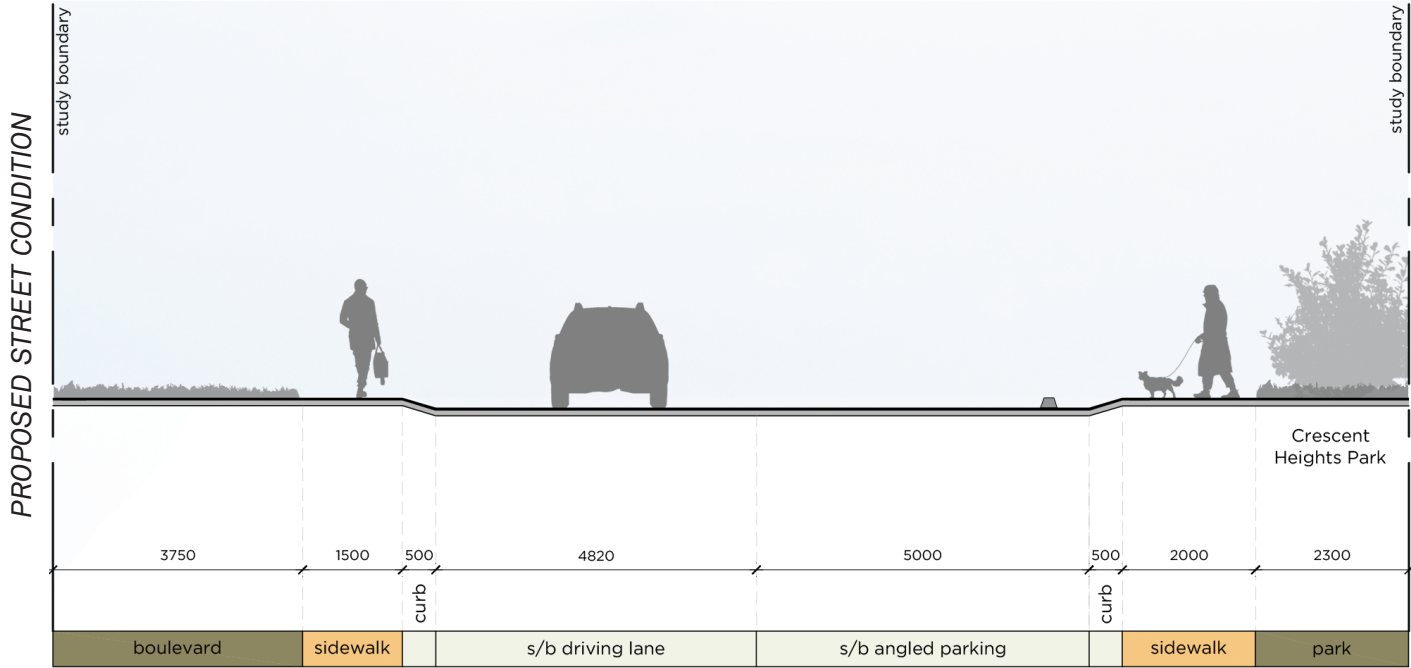 PROPOSED STREET CONDITION
study boundary
study boundary
Crescent
Heights Park
3750
1500
500
4820
5000
500
2000
2300
curb
curb
boulevard
sidewalk
s/b driving lane
s/b angled parking
sidewalk
park